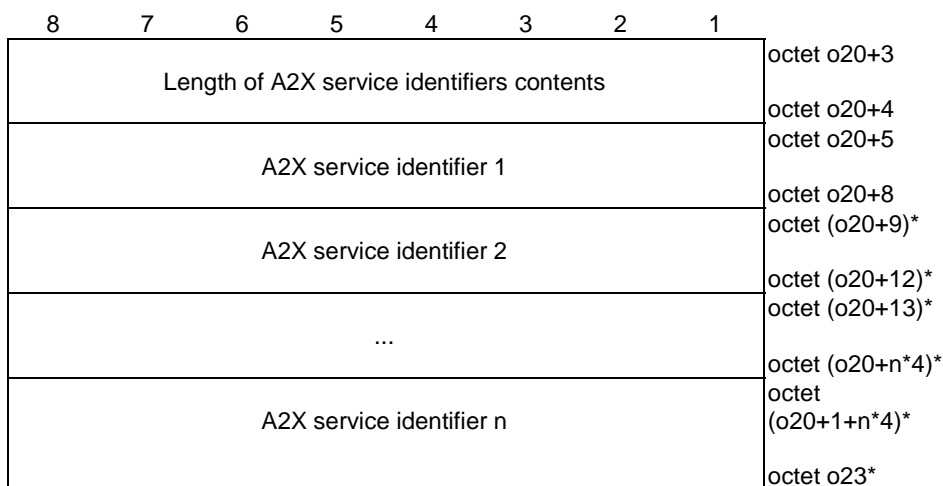 8 7 6 5 4 3 2 1
octet o20+3
Length of A2X service identifiers contents
octet o20+4
octet o20+5
A2X service identifier 1
octet o20+8
octet (o20+9)*
A2X service identifier 2
octet (o20+12)*
octet (o20+13)*
...
octet (o20+n*4)*
octet
A2X service identifier n
(o20+1+n*4)*
octet o23*